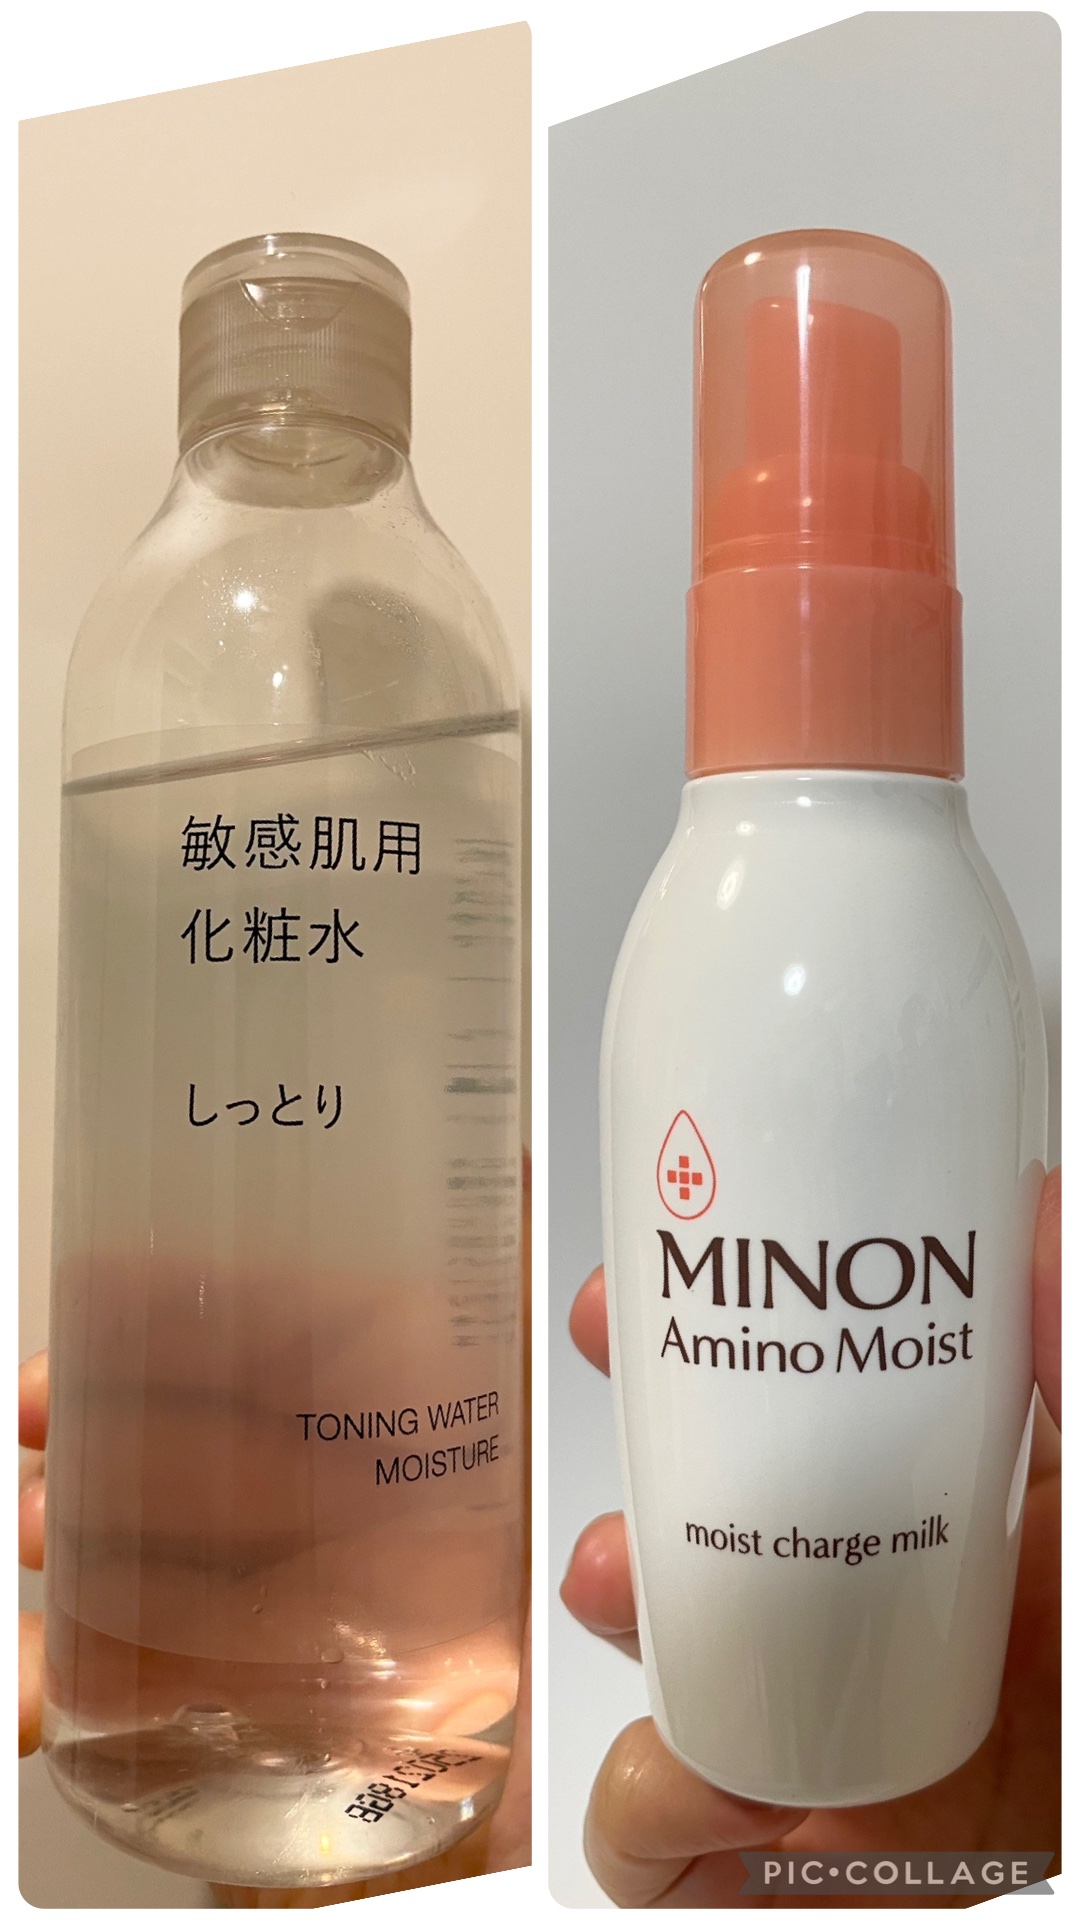 敏感肌用
化粧水
しっとり
TONING WATER
MOISTURE
MINON
Amino Moist
moist charge milk
PIC•COLLAGE